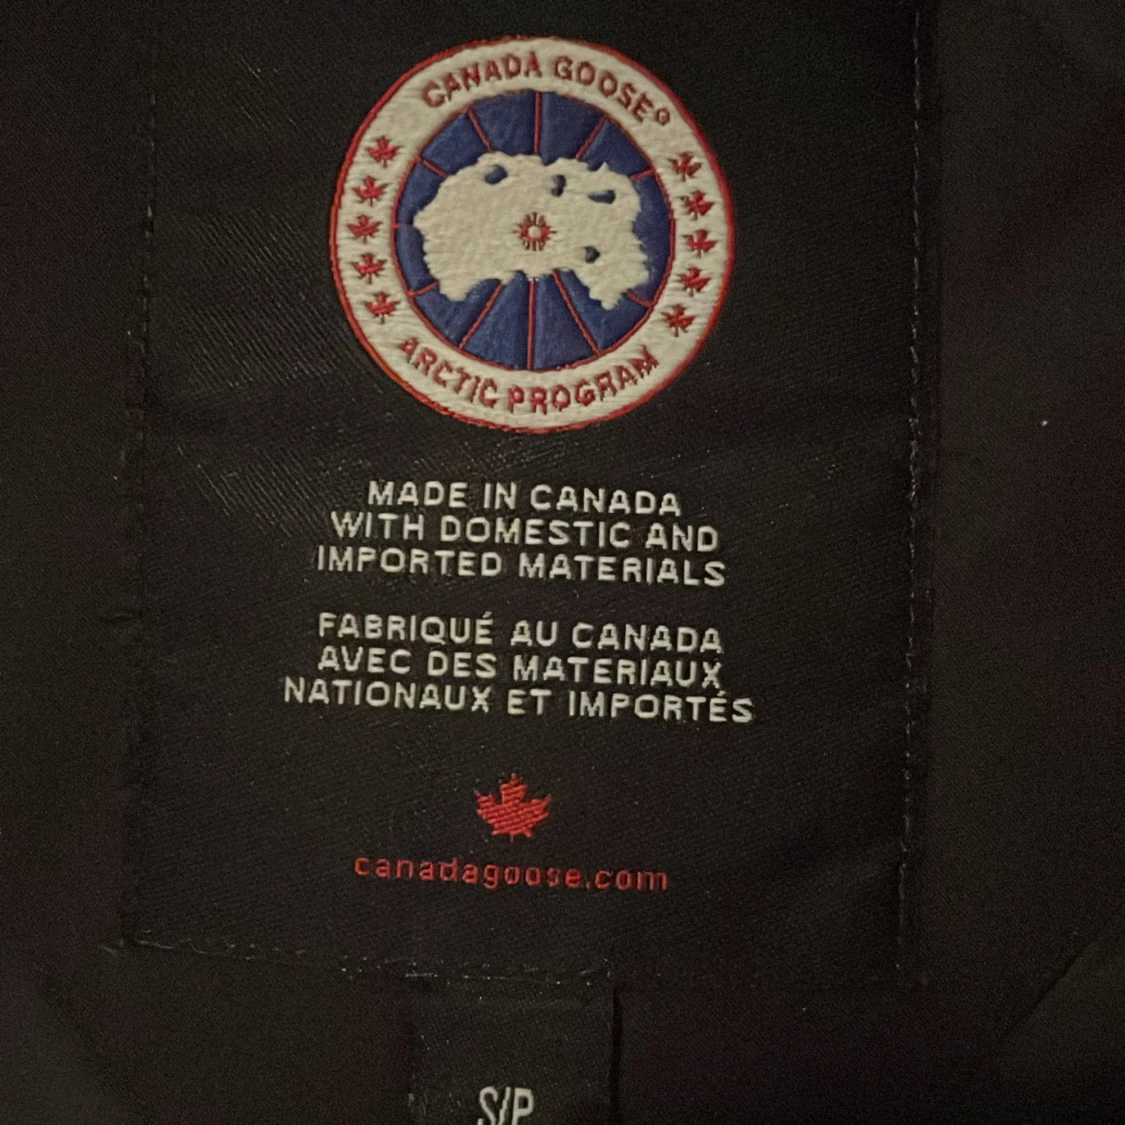 CANADA GOOSE®
ARCTIC PROGRAM
MADE IN CANADA
WITH DOMESTIC AND
IMPORTED MATERIALS
FABRIQUÉ AU CANADA
AVEC DES MATERIAUX
NATIONAUX ET IMPORTÉS
canadagoose.com
S/P